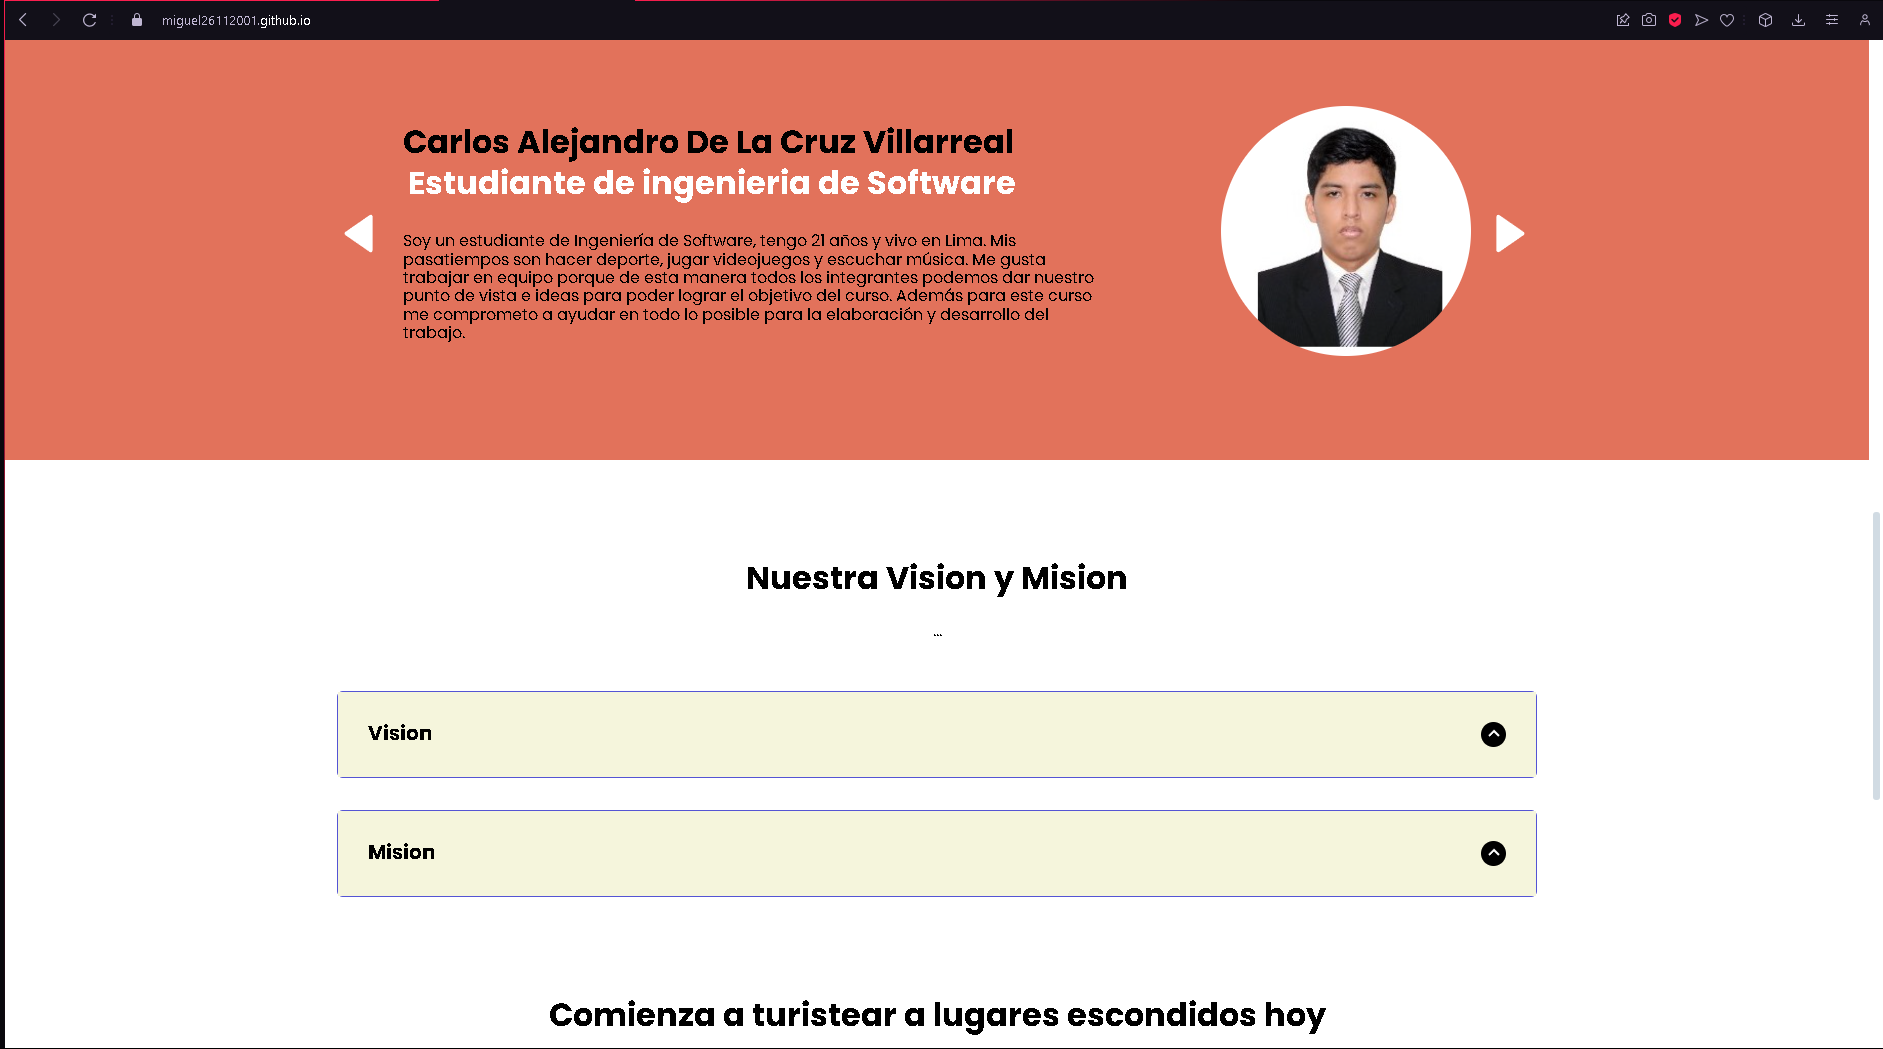 miguel26112001.github.io
Carlos Alejandro De La Cruz Villarreal
Estudiante de ingenieria de Software
Soy un estudiante de Ingeniería de Software, tengo 21 años y vivo en Lima. Mis
pasatiempos son hacer deporte, jugar videojuegos y escuchar música. Me gusta
trabajar en equipo porque de esta manera todos los integrantes podemos dar nuestro
punto de vista e ideas para poder lograr el objetivo del curso. Además para este curso
me comprometo a ayudar en todo lo posible para la elaboración y desarrollo del
trabajo.
Nuestra Vision y Mision
...
Vision
Mision
Comienza a turistear a lugares escondidos hoy